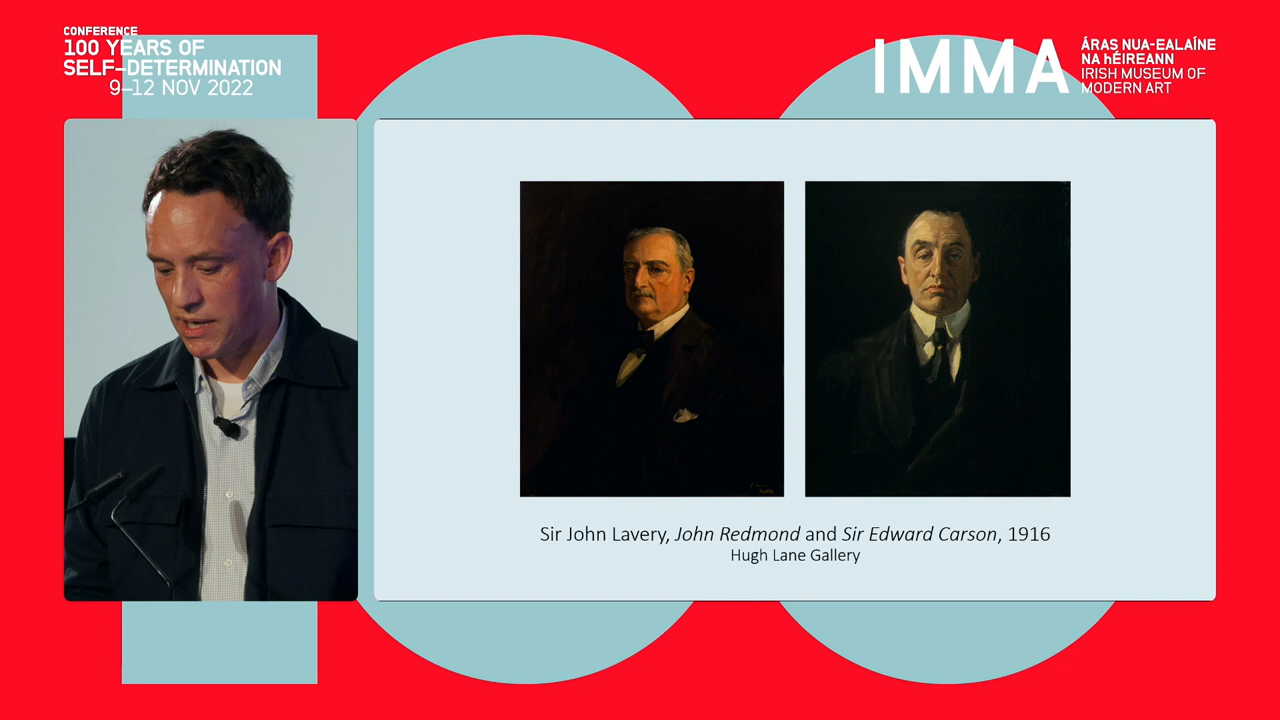 CONFERENCE
100 YEARS OF
SELF–DETERMINATION
9–12 NOV 2022
IMMA
ÁRAS NUA-EALAÍNE
NA hÉIREANN
IRISH MUSEUM OF
MODERN ART
Sir John Lavery, John Redmond and Sir Edward Carson, 1916
Hugh Lane Gallery